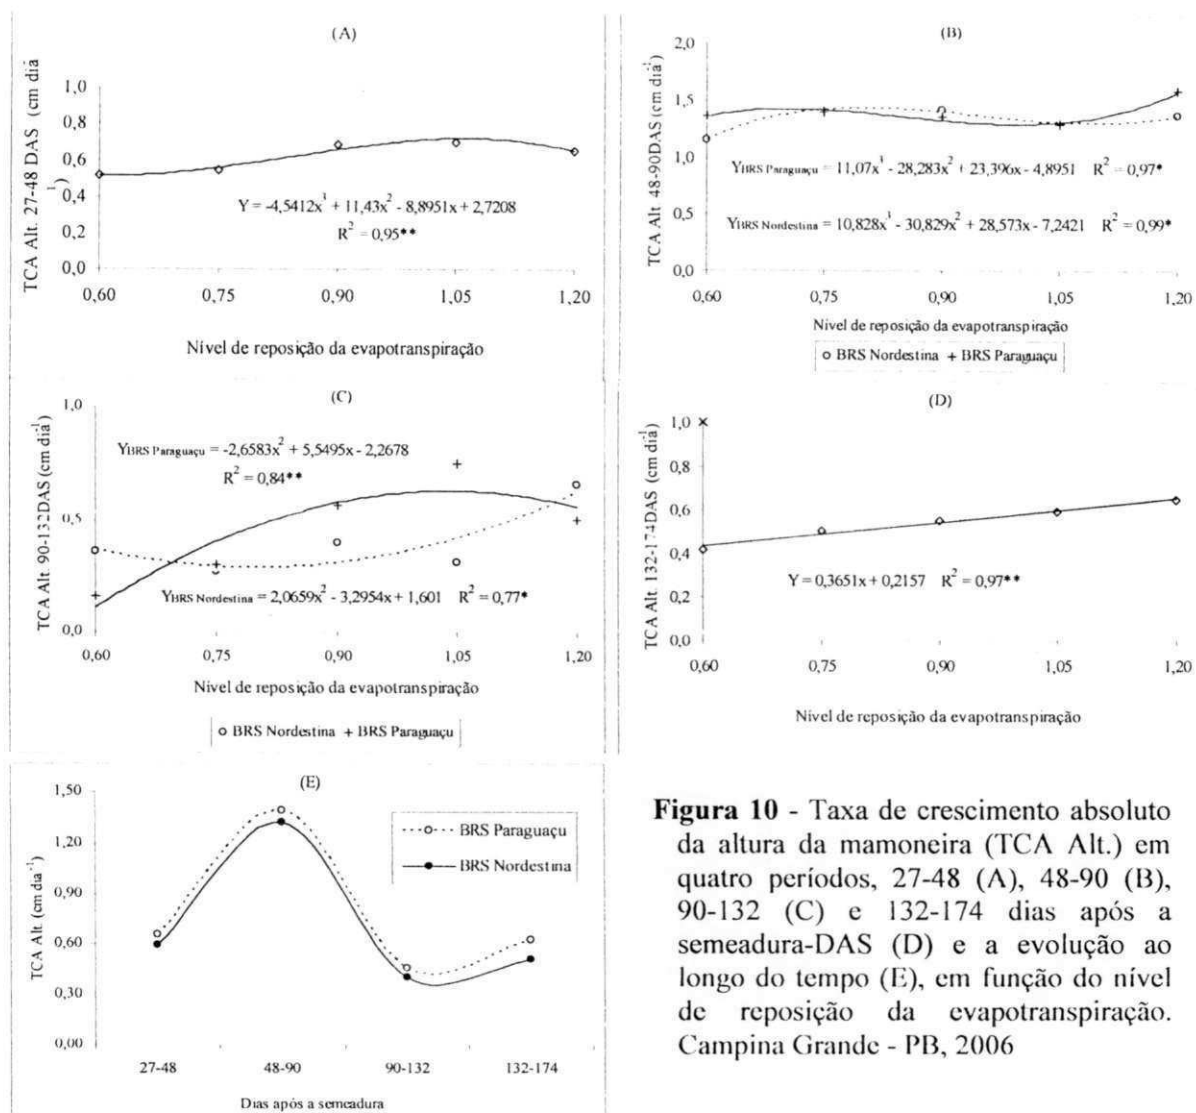 (A)
TCA Alt. 27-48 DAS (cm diá⁻¹)
1,0
0,8
0,6
0,4
0,2
0,0
Y = -4,5412x³ + 11,43x² - 8,8951x + 2,7208
R² = 0,95**
0,60 0,75 0,90 1,05 1,20
Nível de reposição da evapotranspiração
(B)
TCA Alt 48-90DAS (cm diá⁻¹)
2,0
1,5
1,0
0,5
0,0
YBRS Paraguaçu = 11,07x³ - 28,283x² + 23,396x - 4,8951 R² = 0,97*
YBRS Nordestina = 10,828x³ - 30,829x² + 28,573x - 7,2421 R² = 0,99*
0,60 0,75 0,90 1,05 1,20
Nível de reposição da evapotranspiração
o BRS Nordestina + BRS Paraguaçu
(C)
TCA Alt. 90-132DAS (cm dia⁻¹)
1,0
0,5
0,0
YBRS Paraguaçu = -2,6583x² + 5,5495x - 2,2678
R² = 0,84**
YBRS Nordestina = 2,0659x² - 3,2954x + 1,601 R² = 0,77*
0,60 0,75 0,90 1,05 1,20
Nível de reposição da evapotranspiração
o BRS Nordestina + BRS Paraguaçu
(D)
TCA Alt 132-174DAS (cm diá¹)
1,0
0,8
0,6
0,4
0,2
0,0
Y = 0,3651x + 0,2157 R² = 0,97**
0,60 0,75 0,90 1,05 1,20
Nível de reposição da evapotranspiração
(E)
TCA Alt. (cm dia⁻¹)
1,50
1,20
0,90
0,60
0,30
0,00
BRS Paraguaçu
BRS Nordestina
27-48 48-90 90-132 132-174
Dias após a semeadura
Figura 10 - Taxa de crescimento absoluto
da altura da mamoneira (TCA Alt.) em
quatro períodos, 27-48 (A), 48-90 (B),
90-132 (C) e 132-174 dias após a
semeadura-DAS (D) e a evolução ao
longo do tempo (E), em função do nível
de reposição da evapotranspiração.
Campina Grande - PB, 2006